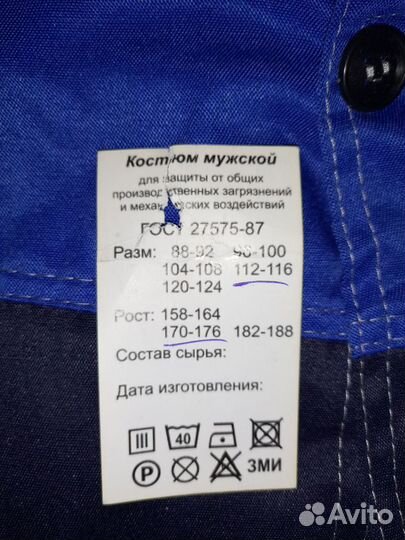 Костюм мужской
для защиты от общих
производственных загрязнений
и механических воздействий
ГОСТ 27575-87
Разм: 88-92 96-100
104-108 112-116
120-124
Рост: 158-164
170-176 182-188
Состав сырья:
Дата изготовления:
40
P ЗМИ
Avito